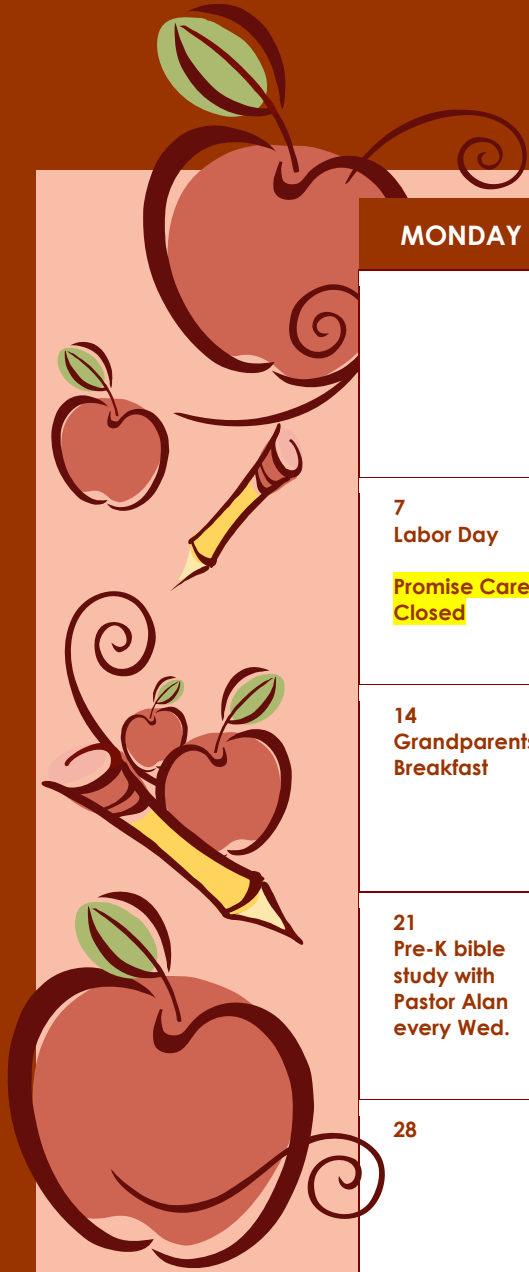 MONDAY
7
Labor Day
Promise Care
Closed
14
Grandparents
Breakfast
21
Pre-K bible
study with
Pastor Alan
every Wed.
28